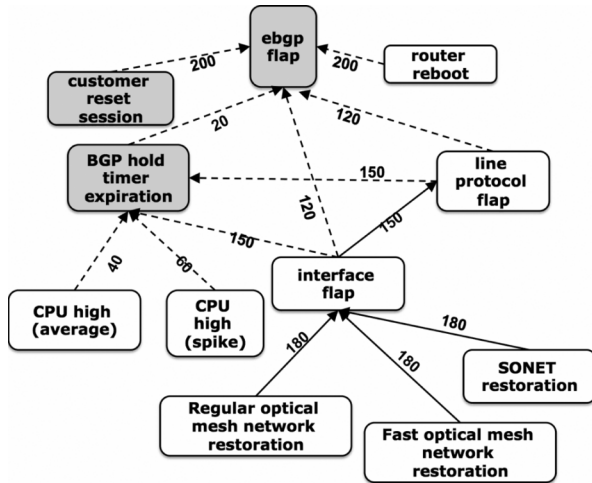 ebgp
flap
200
200
router
reboot
customer
reset
session
20
120
BGP hold
timer
expiration
150
line
protocol
flap
120
150
150
interface
flap
40
60
CPU high
(average)
CPU
high
(spike)
180
180
180
SONET
restoration
Regular optical
mesh network
restoration
Fast optical mesh
network
restoration